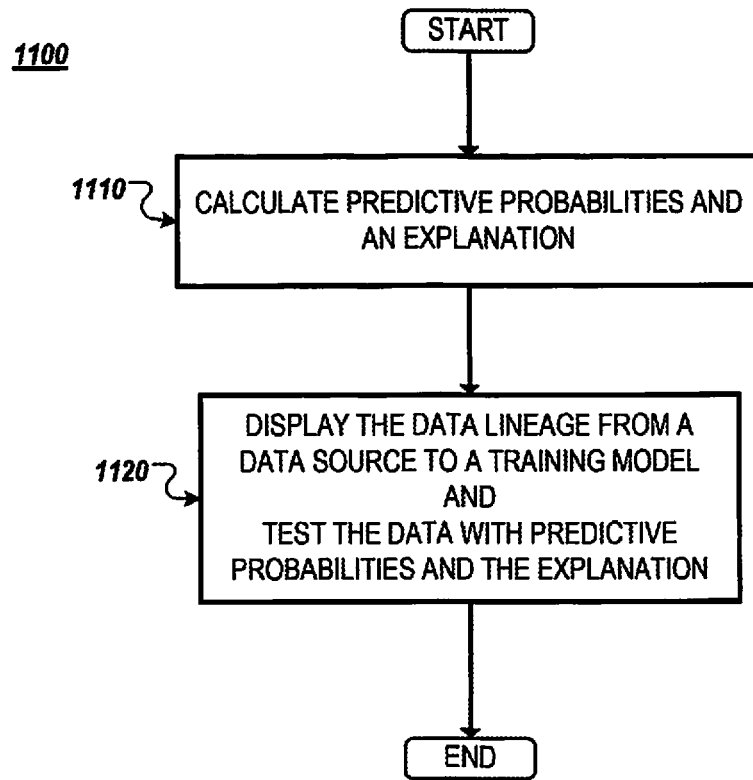 START
1100
1110
CALCULATE PREDICTIVE PROBABILITIES AND
AN EXPLANATION
DISPLAY THE DATA LINEAGE FROM A
DATA SOURCE TO A TRAINING MODEL
AND
TEST THE DATA WITH PREDICTIVE
PROBABILITIES AND THE EXPLANATION
1120
END